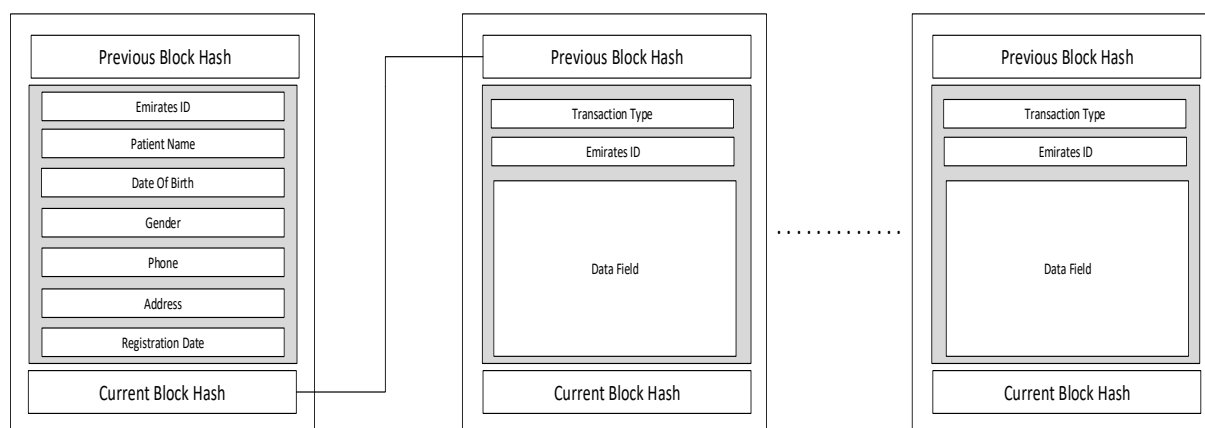 Previous Block Hash
Emirates ID
Patient Name
Date Of Birth
Gender
Phone
Address
Registration Date
Current Block Hash
Previous Block Hash
Transaction Type
Emirates ID
Data Field
Current Block Hash
Previous Block Hash
Transaction Type
Emirates ID
Data Field
Current Block Hash